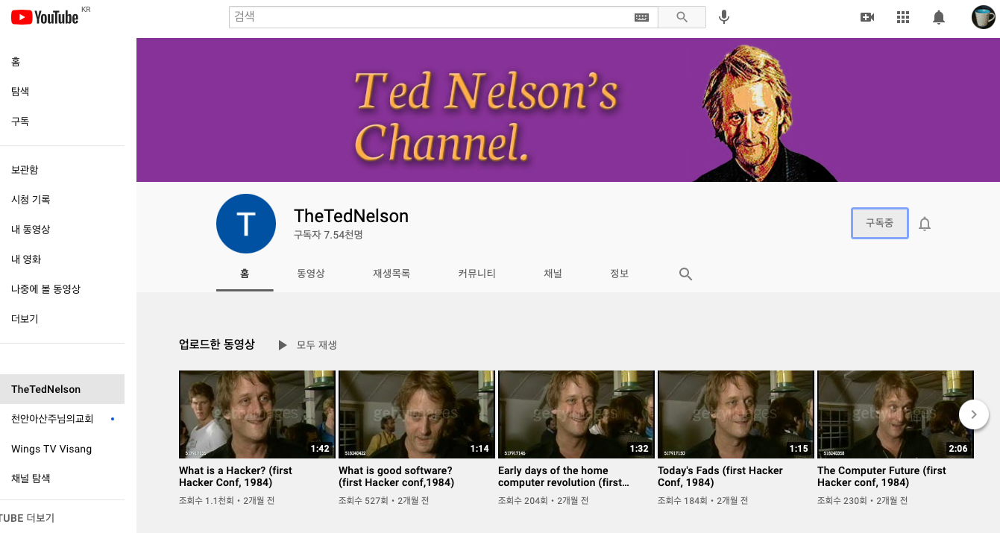 YouTube KR
검색
홈
탐색
구독
보관함
시청 기록
내 동영상
내 영화
나중에 볼 동영상
더보기
TheTedNelson
천안아산주님의교회
Wings TV Visang
채널 탐색
TUBE 더보기
Ted Nelson's
Channel.
T
TheTedNelson
구독자 7.54천명
구독중
홈 동영상 재생목록 커뮤니티 채널 정보
업로드한 동영상 모두 재생
gettyimages
517917136
1:42
What is a Hacker? (first
Hacker Conf, 1984)
조회수 1.1천회 • 2개월 전
gettyimages
518240422
1:14
What is good software?
(first Hacker conf,1984)
조회수 527회 • 2개월 전
gettyimages
517917146
1:32
Early days of the home
computer revolution (first…
조회수 204회 • 2개월 전
gettyimages
517917150
1:15
Today's Fads (first Hacker
Conf, 1984)
조회수 184회 • 2개월 전
gettyimages
518240358
2:06
The Computer Future (first
Hacker conf, 1984)
조회수 230회 • 2개월 전